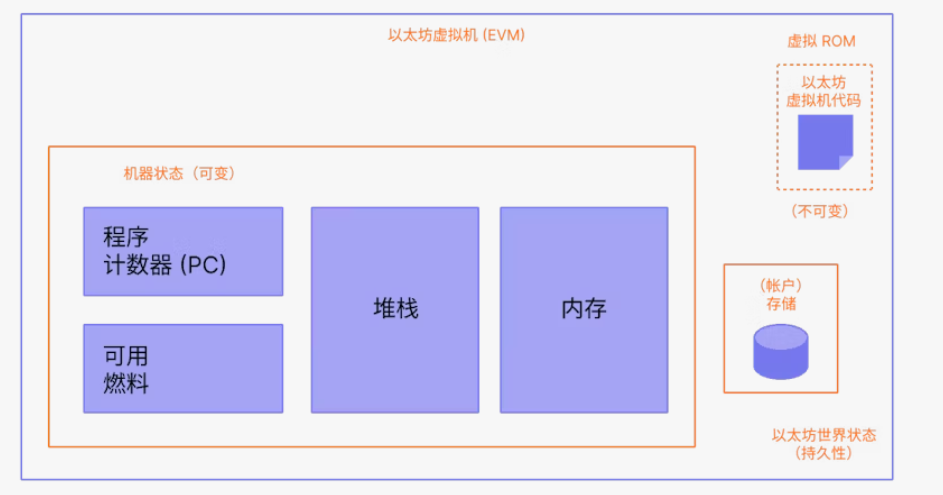 以太坊虚拟机 (EVM)
虚拟 ROM
以太坊
虚拟机代码
（不可变）
机器状态（可变）
程序
计数器 (PC)
可用
燃料
堆栈
内存
（帐户）
存储
以太坊世界状态
（持久性）